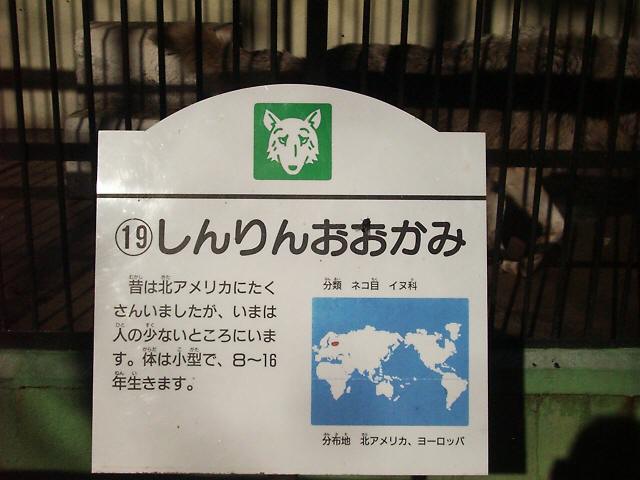 ⑲しんりんおおかみ
昔は北アメリカにたく
さんいましたが、いまは
人の少ないところにいま
す。体は小型で、8〜16
年生きます。
分類 ネコ目 イヌ科
分布地 北アメリカ、ヨーロッパ